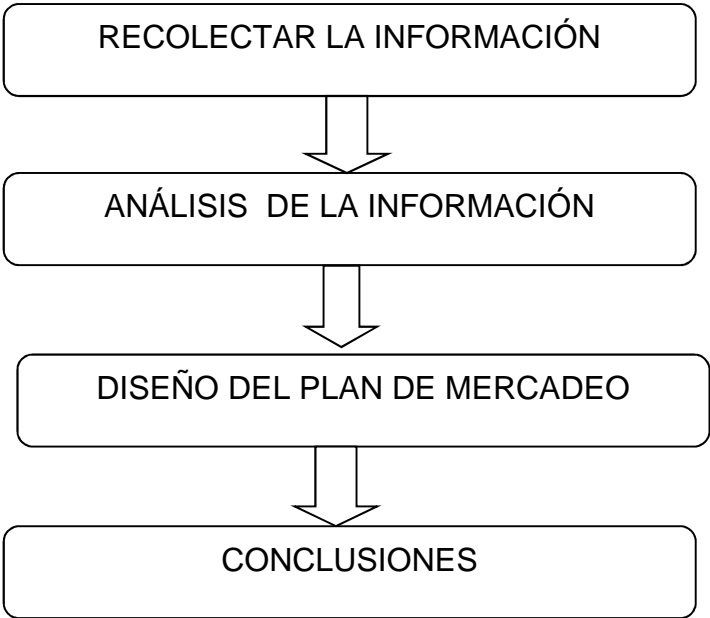 RECOLECTAR LA INFORMACIÓN
ANÁLISIS  DE LA INFORMACIÓN
DISEÑO DEL PLAN DE MERCADEO
CONCLUSIONES